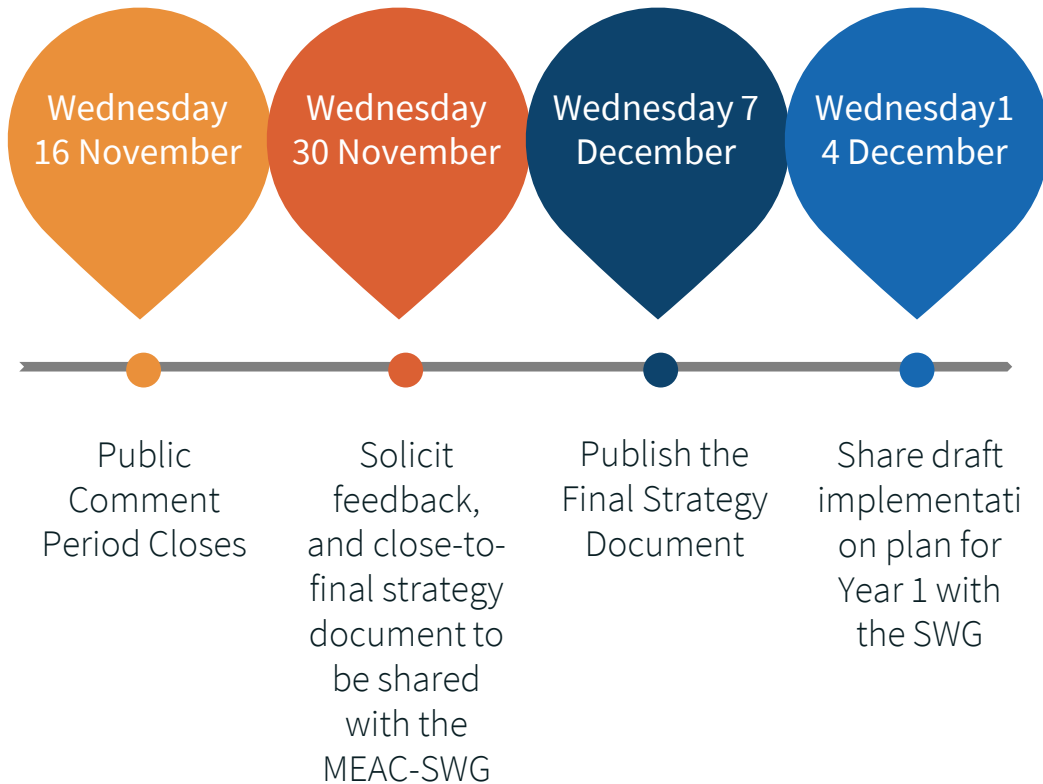 Wednesday
16 November
Wednesday
30 November
Wednesday 7
December
Wednesday1
4 December
Public
Comment
Period Closes
Solicit
feedback,
and close-to-
final strategy
document to
be shared
with the
MEAC-SWG
Publish the
Final Strategy
Document
Share draft
implementati
on plan for
Year 1 with
the SWG